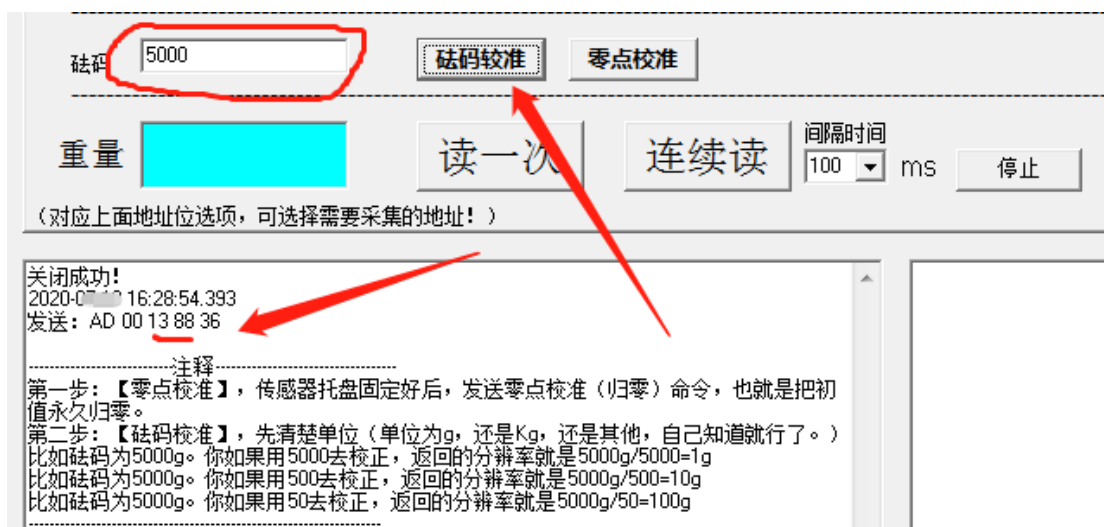 砝码 5000 砝码较准 零点校准
间隔时间
重量 读一次 连续读 100 ms 停止
（对应上面地址位选项，可选择需要采集的地址！）
关闭成功!
2020-0 16:28:54.393
发送：AD 00 13 88 36
--------------------------注释--------------------------------
第一步：【零点校准】，传感器托盘固定好后，发送零点校准（归零）命令，也就是把初
值永久归零。
第二步：【砝码校准】，先清楚单位（单位为g，还是Kg，还是其他，自己知道就行了。）
比如砝码为5000g。你如果用5000去校正，返回的分辨率就是5000g/5000=1g
比如砝码为5000g。你如果用500去校正，返回的分辨率就是5000g/500=10g
比如砝码为5000g。你如果用50去校正，返回的分辨率就是5000g/50=100g
----------------------------------------------------------------